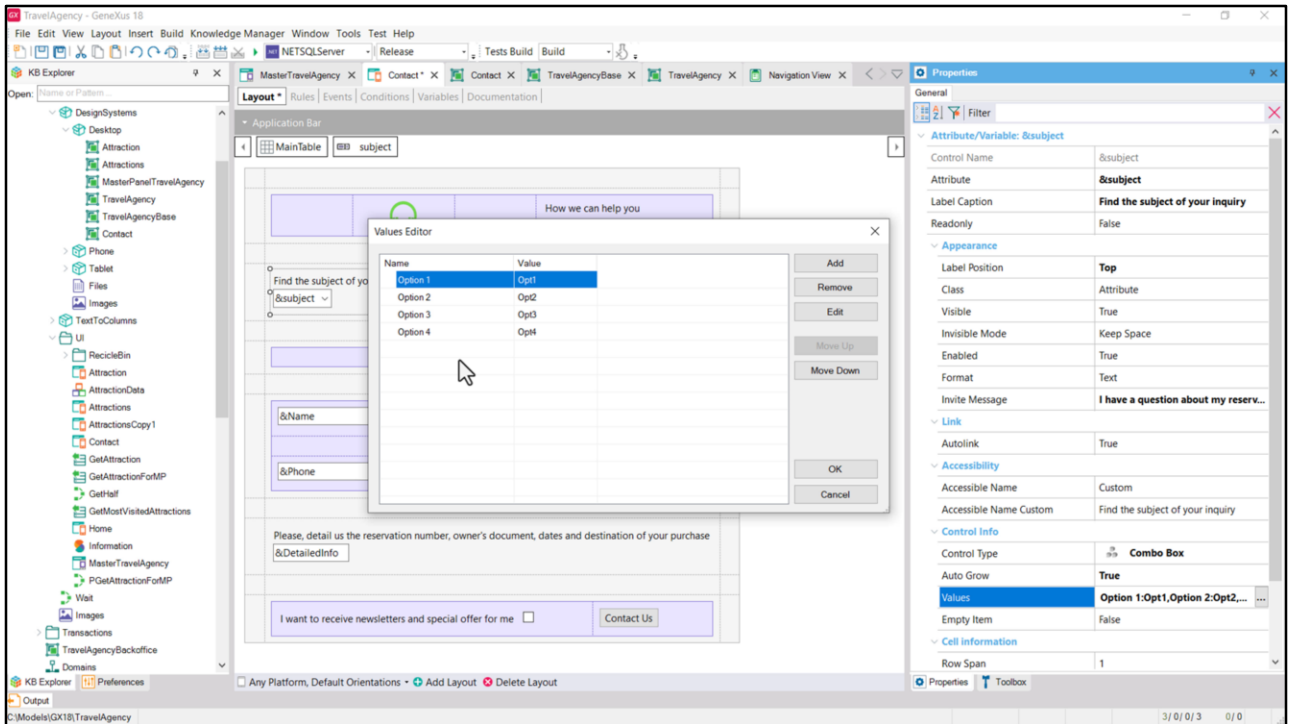 GX TravelAgency - GeneXus 18
File Edit View Layout Insert Build Knowledge Manager Window Tools Test Help
NETSQLServer Release Tests Build Build
KB Explorer
Open: Name or Pattern...
DesignSystems
Desktop
Attraction
Attractions
MasterPanelTravelAgency
TravelAgency
TravelAgencyBase
Contact
Phone
Tablet
Files
Images
TextToColumns
UI
RecicleBin
Attraction
AttractionData
Attractions
AttractionsCopy1
Contact
GetAttraction
GetAttractionForMP
GetHalf
GetMostVisitedAttractions
Home
Information
MasterTravelAgency
PGetAttractionForMP
Wait
Images
Transactions
TravelAgencyBackoffice
Domains
KB Explorer Preferences
MasterTravelAgency X Contact* X Contact X TravelAgencyBase X TravelAgency X Navigation View X
Layout * Rules Events Conditions Variables Documentation
Application Bar
MainTable subject
How we can help you
Find the subject of yo
&subject
&Name
&Phone
Please, detail us the reservation number, owner's document, dates and destination of your purchase
&DetailedInfo
I want to receive newsletters and special offer for me Contact Us
Any Platform, Default Orientations Add Layout Delete Layout
Values Editor
Name Value
Option 1 Opt1
Option 2 Opt2
Option 3 Opt3
Option 4 Opt4
Add
Remove
Edit
Move Up
Move Down
OK
Cancel
Properties
General
Filter
Attribute/Variable: &subject
Control Name &subject
Attribute &subject
Label Caption Find the subject of your inquiry
Readonly False
Appearance
Label Position Top
Class Attribute
Visible True
Invisible Mode Keep Space
Enabled True
Format Text
Invite Message I have a question about my reserv...
Link
Autolink True
Accessibility
Accessible Name Custom
Accessible Name Custom Find the subject of your inquiry
Control Info
Control Type Combo Box
Auto Grow True
Values Option 1:Opt1,Option 2:Opt2,... ...
Empty Item False
Cell information
Row Span 1
Properties Toolbox
Output
C:\Models\GX18\TravelAgency 3/0/0/3 0/0